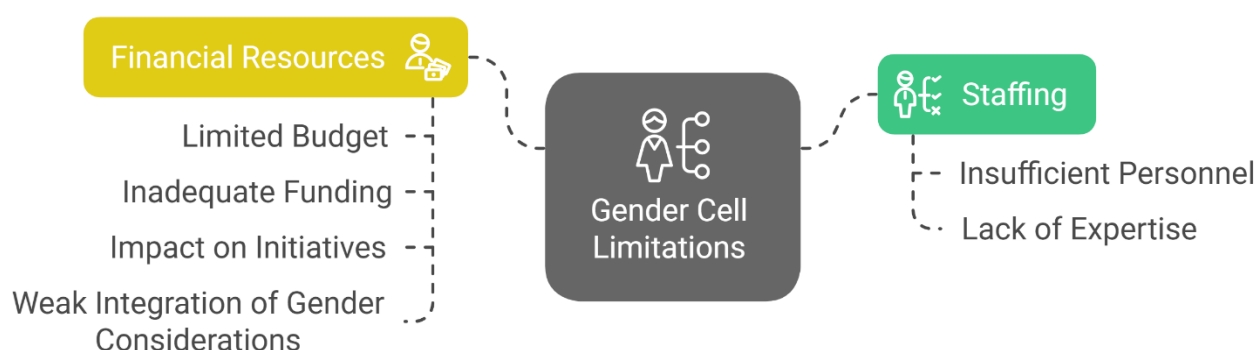 Financial Resources
Limited Budget
Inadequate Funding
Impact on Initiatives
Weak Integration of Gender
Considerations
Gender Cell
Limitations
Staffing
Insufficient Personnel
Lack of Expertise